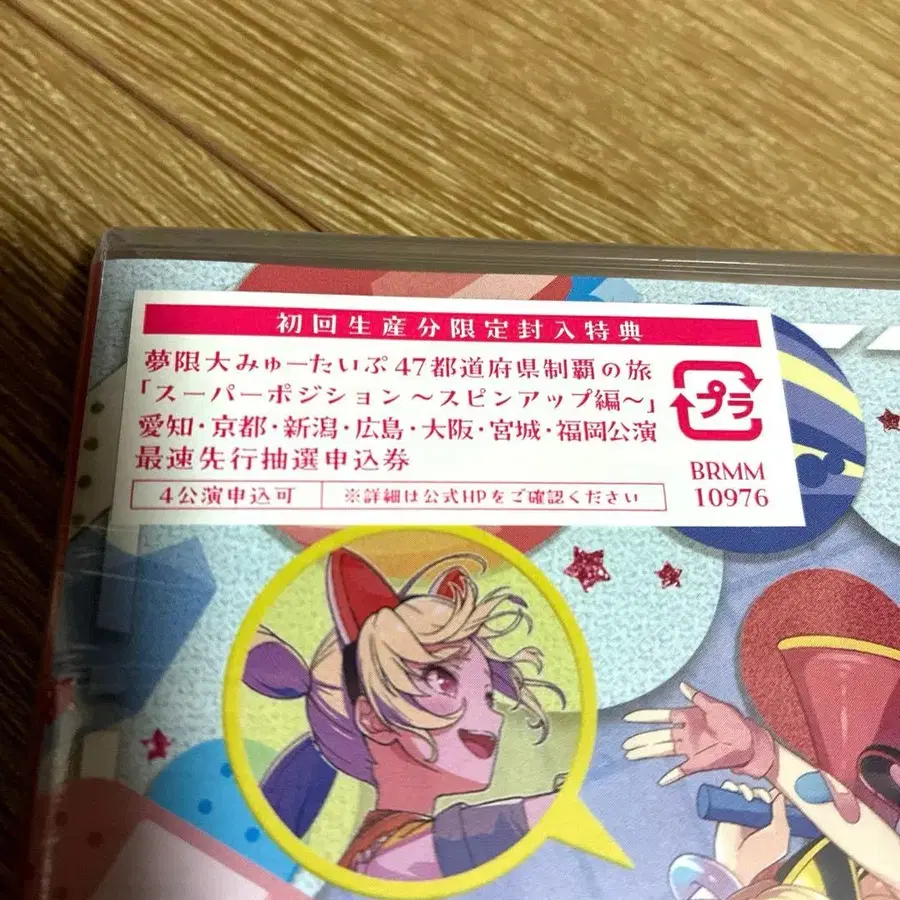 初回生産分限定封入特典
夢限大みゅーたいぷ 47都道府県制覇の旅
「スーパーポジション ～スピンアップ編～」
愛知・京都・新潟・広島・大阪・宮城・福岡公演
最速先行抽選申込券
4公演申込可
※詳細は公式HPをご確認ください
プラ
BRMM
10976